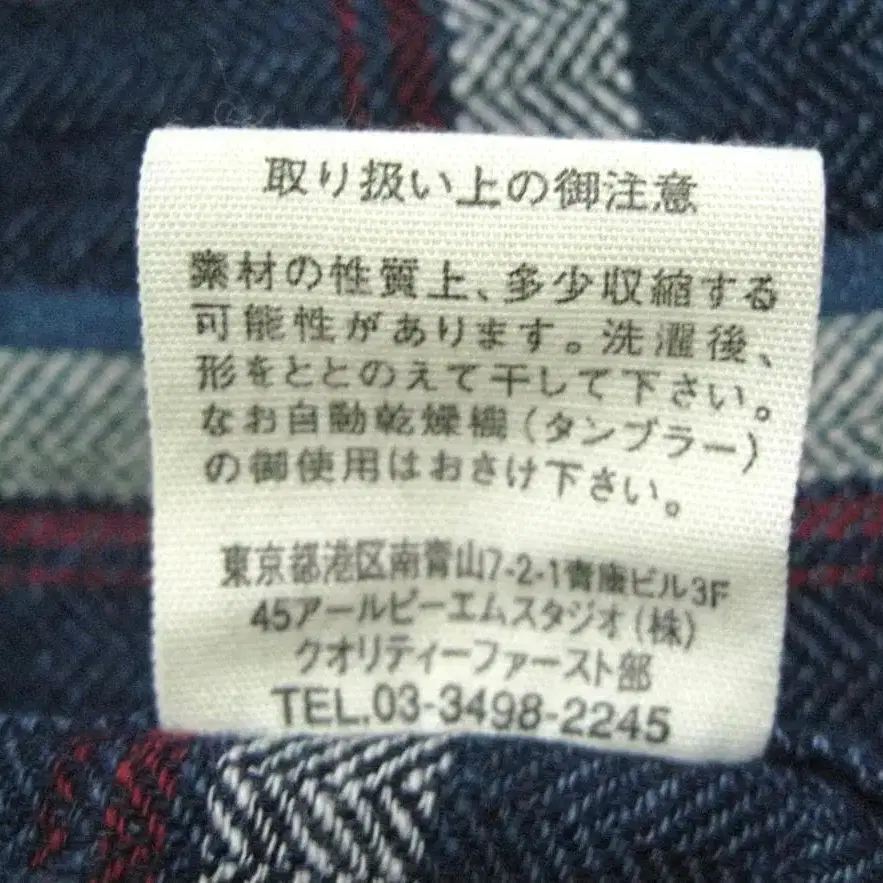 取り扱い上の御注意
素材の性質上、多少収縮する
可能性があります。洗濯後、
形をととのえて干して下さい。
なお自動乾燥機(タンブラー)
の御使用はおさけ下さい。
東京都港区南青山7-2-1青康ビル3F
45アールピーエムスタジオ(株)
クオリティーファースト部
TEL.03-3498-2245